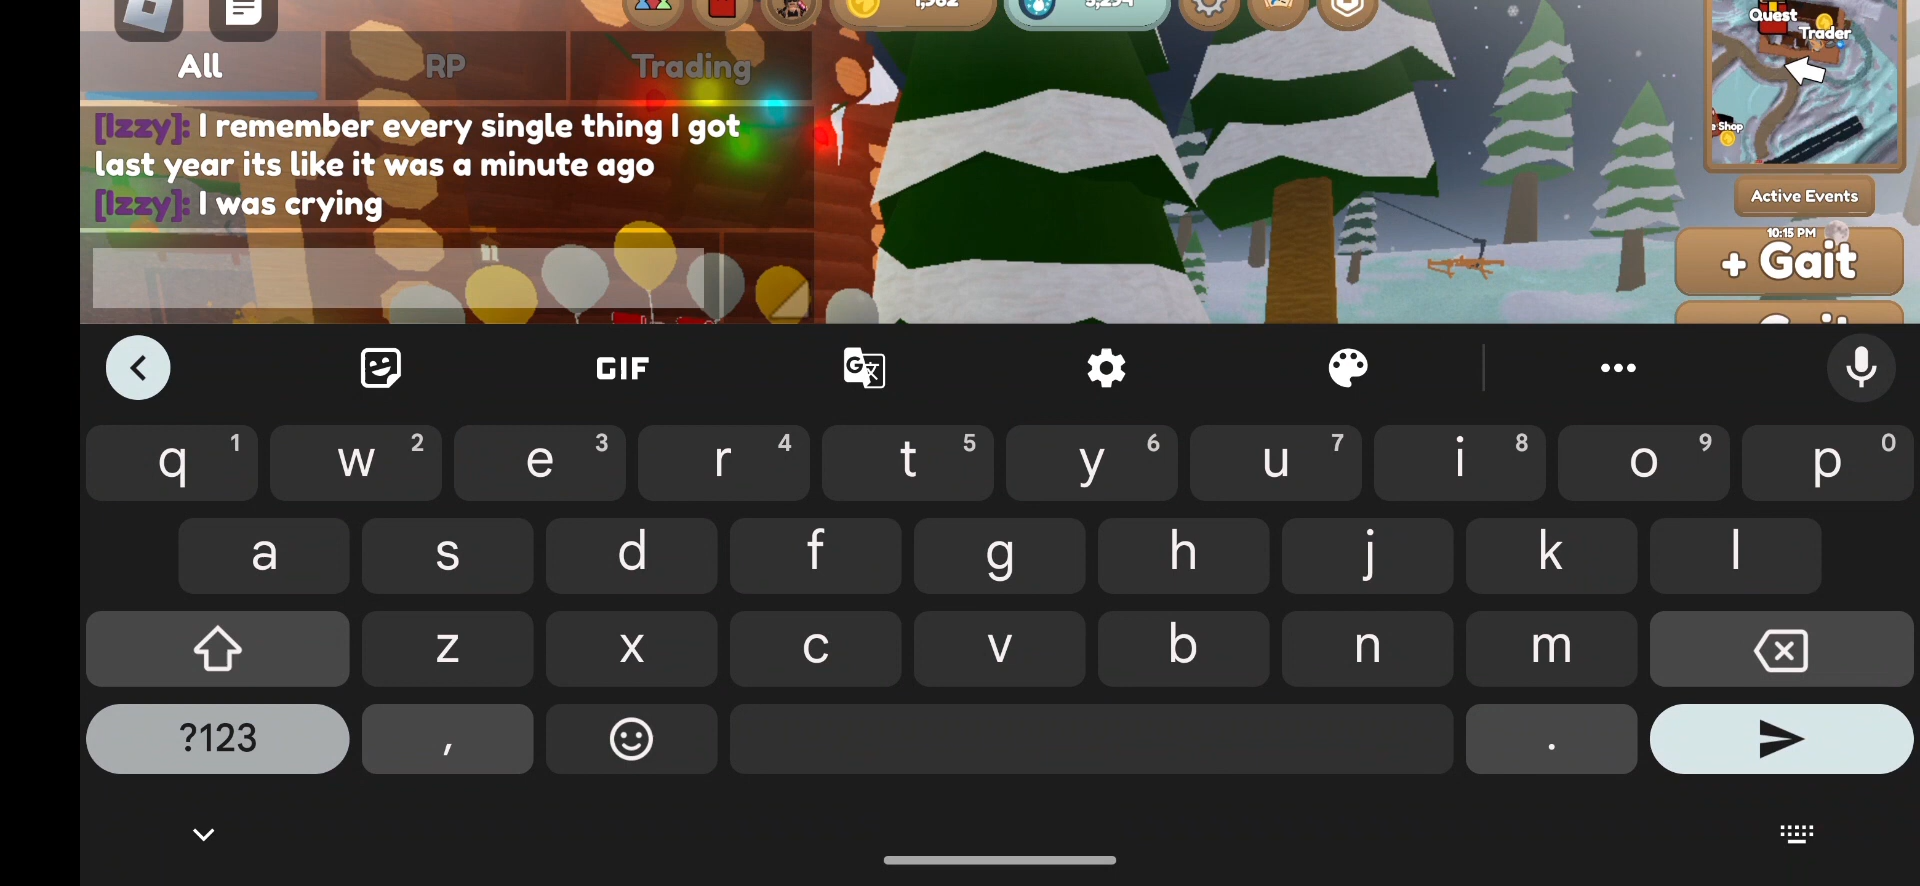 Quest
Trader
All
RP
Trading
[Izzy]: I remember every single thing I got
last year its like it was a minute ago
[Izzy]: I was crying
e Shop
Active Events
10:15 PM
+ Gait
GIF
G
q 1 w 2 e 3 r 4 t 5 y 6 u 7 i 8 o 9 p 0
a s d f g h j k l
z x c v b n m
?123 , .